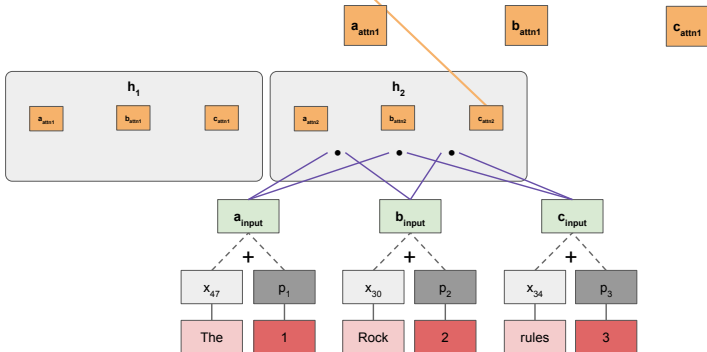 a_attn1 b_attn1 c_attn1
h_1 h_2
a_attn1 b_attn1 c_attn1 a_attn2 b_attn2 c_attn2
a_input b_input c_input
+ + +
x_47 p_1 x_30 p_2 x_34 p_3
The 1 Rock 2 rules 3